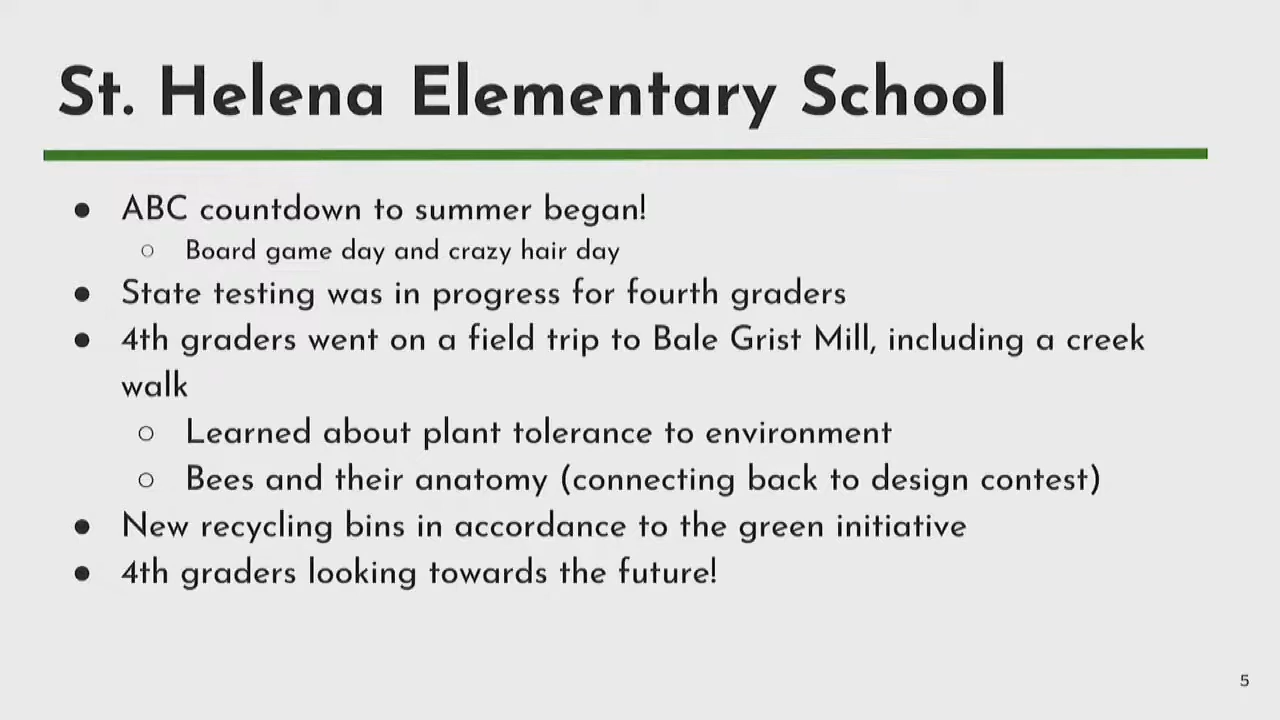 St. Helena Elementary School
● ABC countdown to summer began!
○ Board game day and crazy hair day
● State testing was in progress for fourth graders
● 4th graders went on a field trip to Bale Grist Mill, including a creek
walk
○ Learned about plant tolerance to environment
○ Bees and their anatomy (connecting back to design contest)
● New recycling bins in accordance to the green initiative
● 4th graders looking towards the future!
5